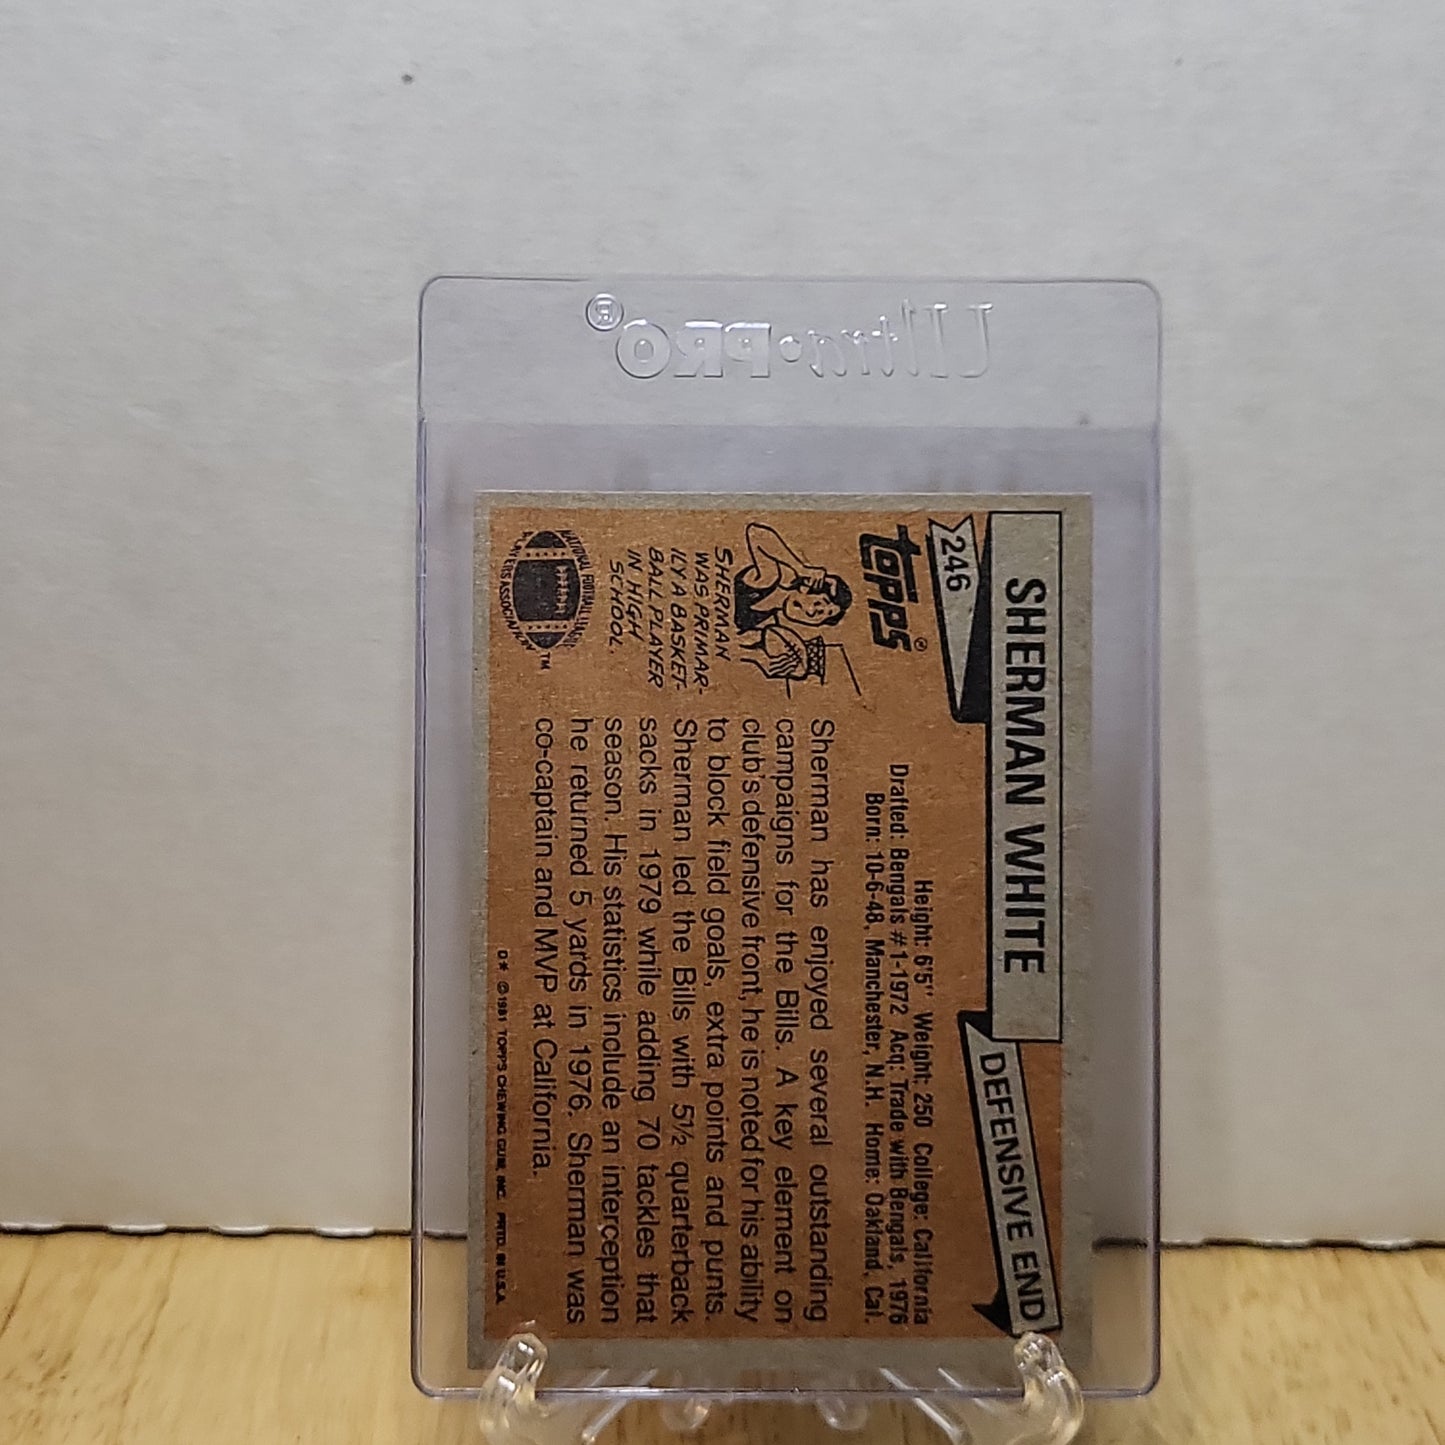 Ultra•PRO®
SHERMAN WHITE
DEFENSIVE END
246
TOPPS®
Height: 6'5" Weight: 250 College: California
Drafted: Bengals #1-1972 Acq: Trade with Bengals, 1976
Born: 10-6-48, Manchester, N.H. Home: Oakland, Cal.
SHERMAN
WAS PRIMAR-
ILY A BASKET-
BALL PLAYER
IN HIGH
SCHOOL.
Sherman has enjoyed several outstanding
campaigns for the Bills. A key element on
club's defensive front, he is noted for his ability
to block field goals, extra points and punts.
Sherman led the Bills with 5½ quarterback
sacks in 1979 while adding 70 tackles that
season. His statistics include an interception
he returned 5 yards in 1976. Sherman was
co-captain and MVP at California.
NATIONAL FOOTBALL LEAGUE
PLAYERS ASSOCIATION
TM
D* © 1981 TOPPS CHEWING GUM, INC. PRTD. IN U.S.A.